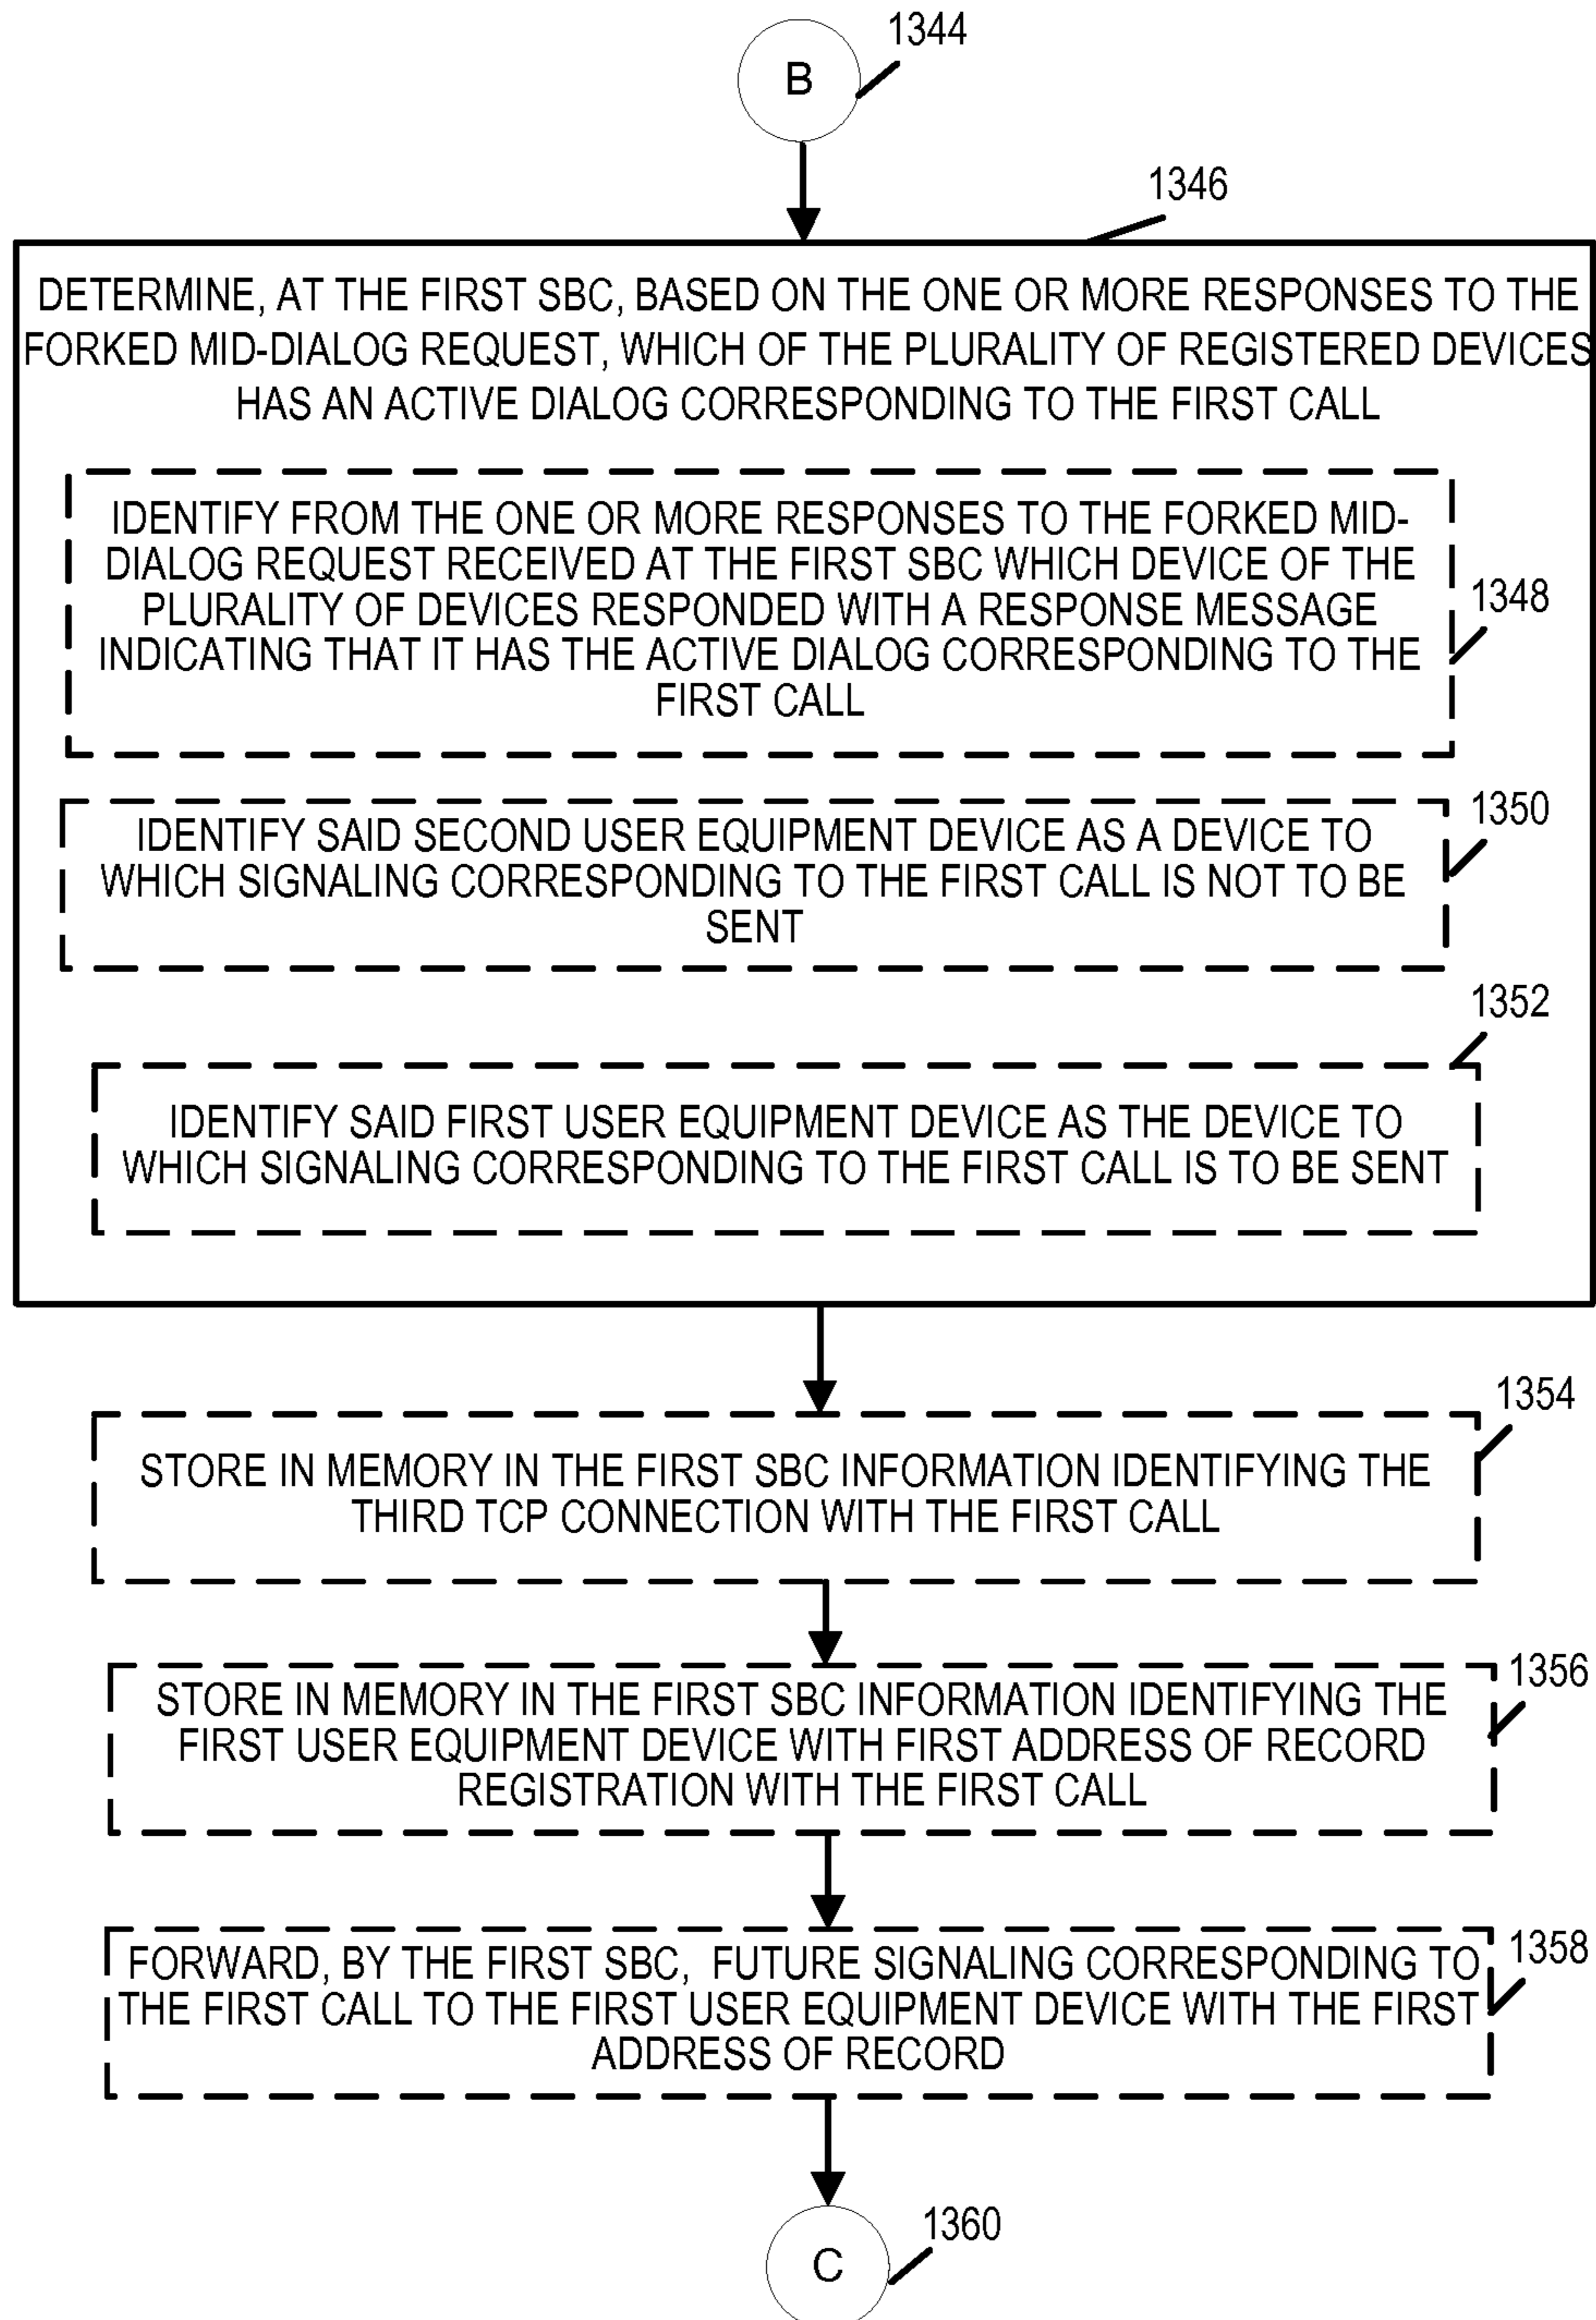 1344
B
1346
DETERMINE, AT THE FIRST SBC, BASED ON THE ONE OR MORE RESPONSES TO THE
FORKED MID-DIALOG REQUEST, WHICH OF THE PLURALITY OF REGISTERED DEVICES
HAS AN ACTIVE DIALOG CORRESPONDING TO THE FIRST CALL
IDENTIFY FROM THE ONE OR MORE RESPONSES TO THE FORKED MID-
DIALOG REQUEST RECEIVED AT THE FIRST SBC WHICH DEVICE OF THE
PLURALITY OF DEVICES RESPONDED WITH A RESPONSE MESSAGE
INDICATING THAT IT HAS THE ACTIVE DIALOG CORRESPONDING TO THE
FIRST CALL
1348
1350
IDENTIFY SAID SECOND USER EQUIPMENT DEVICE AS A DEVICE TO
WHICH SIGNALING CORRESPONDING TO THE FIRST CALL IS NOT TO BE
SENT
1352
IDENTIFY SAID FIRST USER EQUIPMENT DEVICE AS THE DEVICE TO
WHICH SIGNALING CORRESPONDING TO THE FIRST CALL IS TO BE SENT
1354
STORE IN MEMORY IN THE FIRST SBC INFORMATION IDENTIFYING THE
THIRD TCP CONNECTION WITH THE FIRST CALL
1356
STORE IN MEMORY IN THE FIRST SBC INFORMATION IDENTIFYING THE
FIRST USER EQUIPMENT DEVICE WITH FIRST ADDRESS OF RECORD
REGISTRATION WITH THE FIRST CALL
1358
FORWARD, BY THE FIRST SBC, FUTURE SIGNALING CORRESPONDING TO
THE FIRST CALL TO THE FIRST USER EQUIPMENT DEVICE WITH THE FIRST
ADDRESS OF RECORD
1360
C